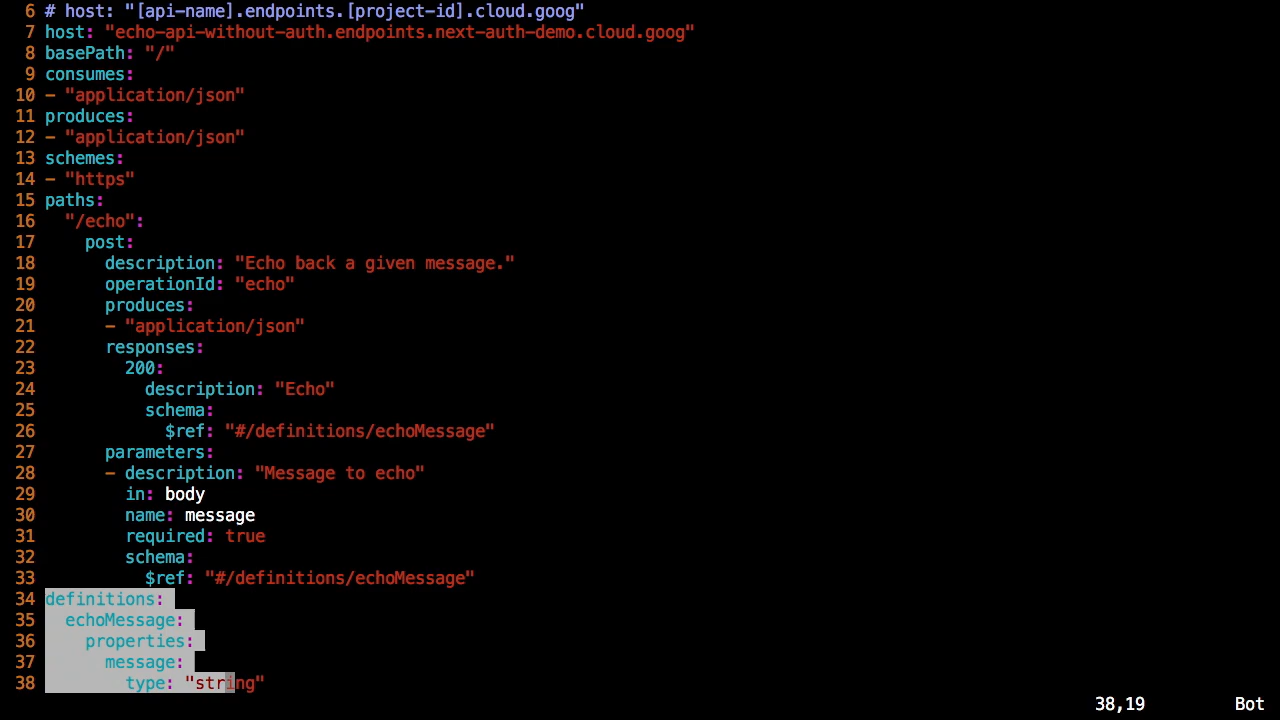 6 # host: "[api-name].endpoints.[project-id].cloud.goog"
7 host: "echo-api-without-auth.endpoints.next-auth-demo.cloud.goog"
8 basePath: "/"
9 consumes:
10 - "application/json"
11 produces:
12 - "application/json"
13 schemes:
14 - "https"
15 paths:
16   "/echo":
17     post:
18       description: "Echo back a given message."
19       operationId: "echo"
20       produces:
21       - "application/json"
22       responses:
23         200:
24           description: "Echo"
25           schema:
26             $ref: "#/definitions/echoMessage"
27       parameters:
28       - description: "Message to echo"
29         in: body
30         name: message
31         required: true
32         schema:
33           $ref: "#/definitions/echoMessage"
34 definitions:
35   echoMessage:
36     properties:
37       message:
38         type: "string"
38,19 Bot